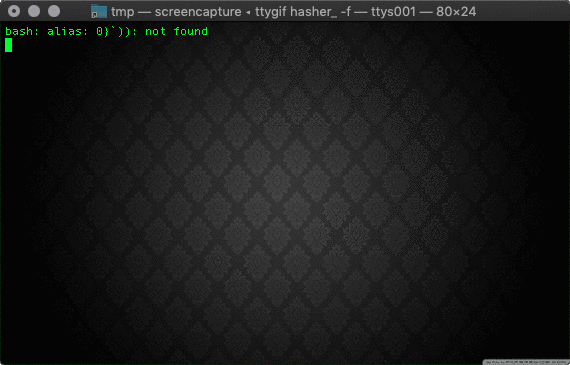 tmp — screencapture ◂ ttygif hasher_ -f — ttys001 — 80×24
bash: alias: 0}`)): not found